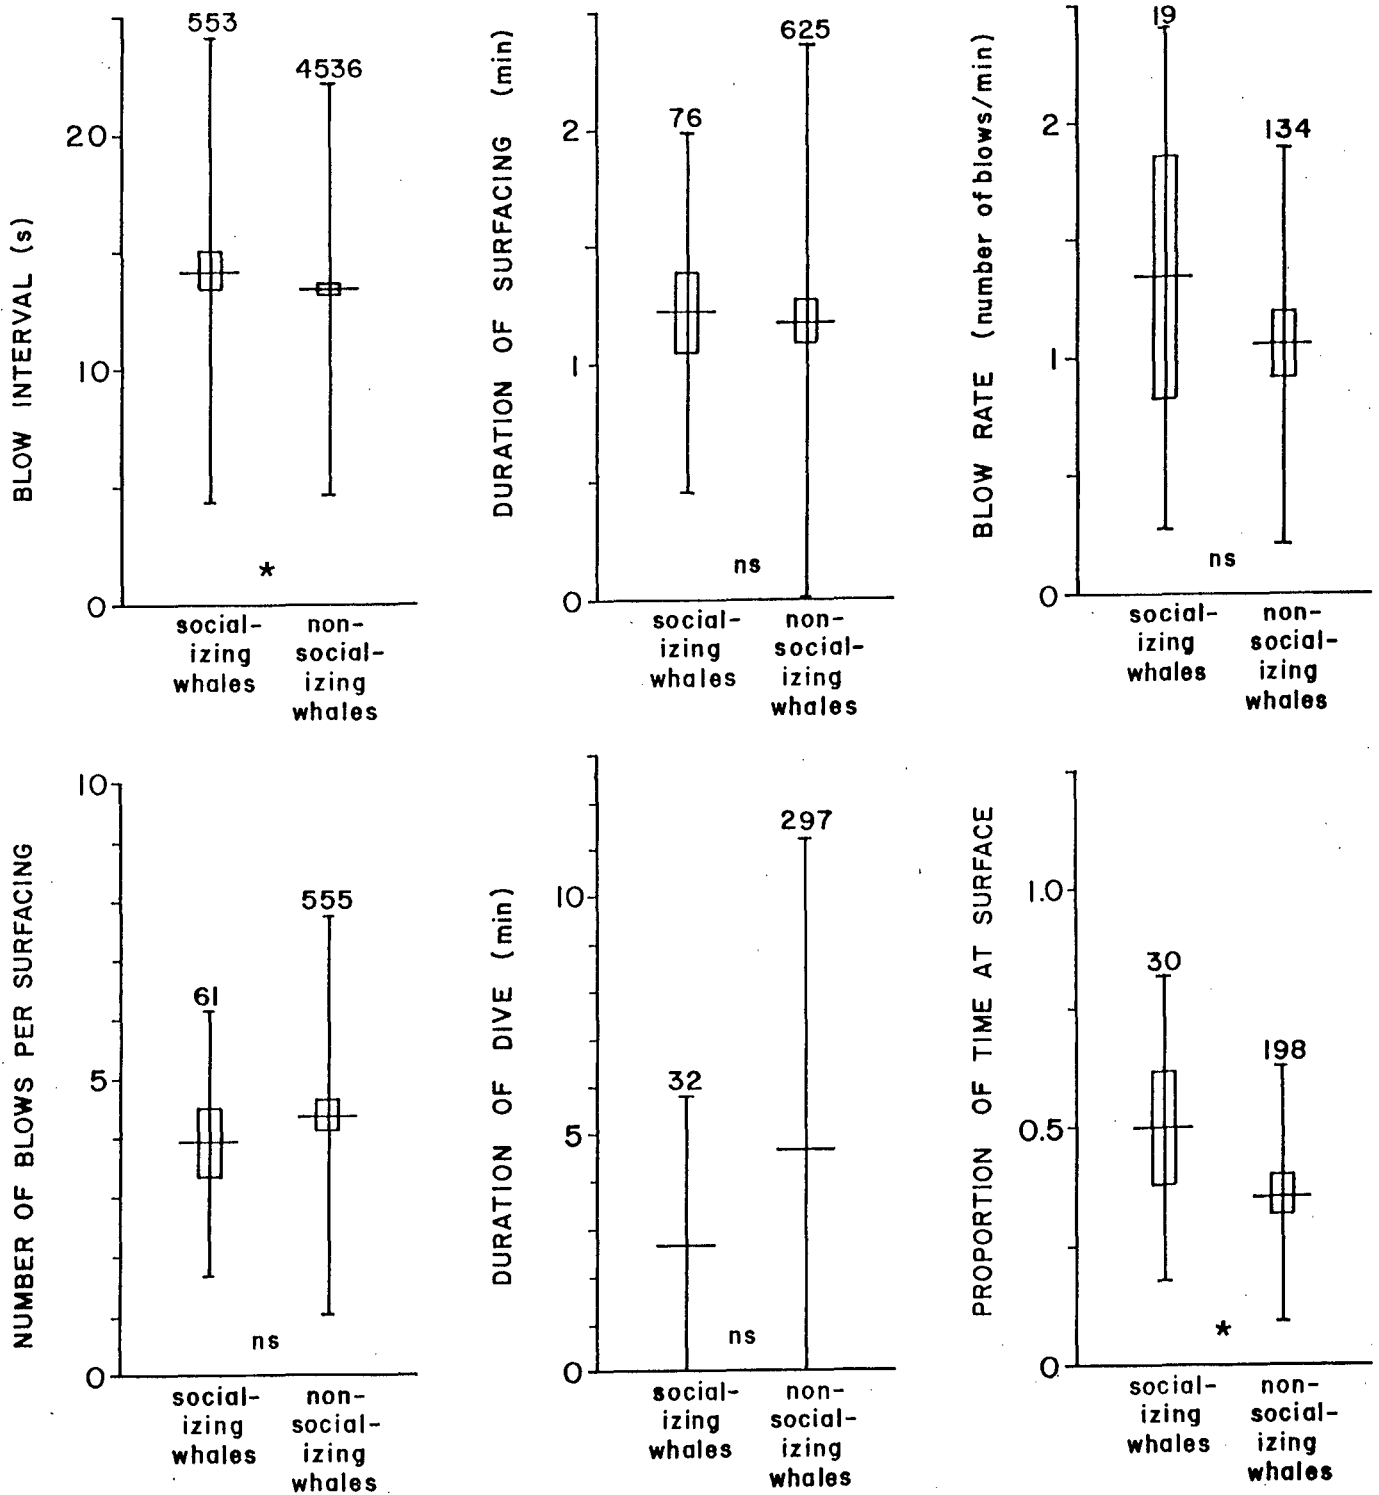 BLOW INTERVAL (s)
20
10
0
553
4536
*
social-
izing
whales
non-
social-
izing
whales
DURATION OF SURFACING (min)
2
1
0
76
625
ns
social-
izing
whales
non-
social-
izing
whales
BLOW RATE (number of blows/min)
2
1
0
19
134
ns
social-
izing
whales
non-
social-
izing
whales
NUMBER OF BLOWS PER SURFACING
10
5
0
61
555
ns
social-
izing
whales
non-
social-
izing
whales
DURATION OF DIVE (min)
10
5
0
32
297
ns
social-
izing
whales
non-
social-
izing
whales
PROPORTION OF TIME AT SURFACE
1.0
0.5
0
30
198
*
social-
izing
whales
non-
social-
izing
whales